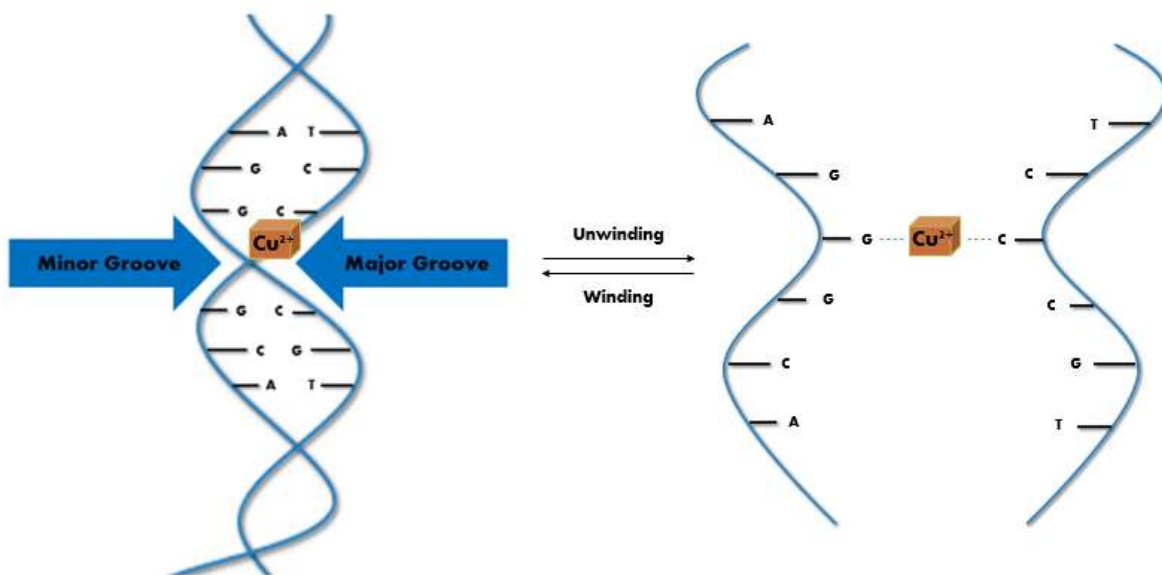 A T
G C
G C
Cu²⁺
Minor Groove
Major Groove
G C
C G
A T
Unwinding
Winding
A T
G C
G Cu²⁺ C
G C
C G
A T